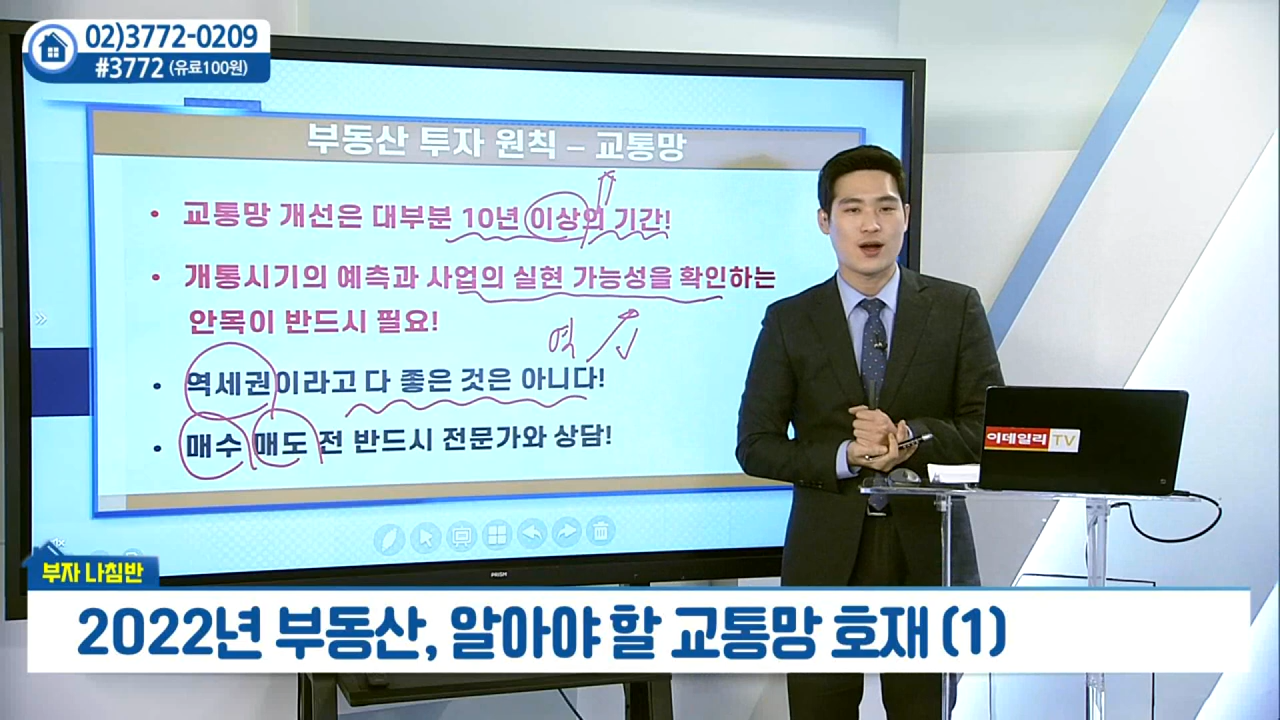 02)3772-0209
#3772 (유료100원)
부동산 투자 원칙 – 교통망
• 교통망 개선은 대부분 10년 이상의 기간!
• 개통시기의 예측과 사업의 실현 가능성을 확인하는
안목이 반드시 필요!
역
• 역세권이라고 다 좋은 것은 아니다!
• 매수 매도 전 반드시 전문가와 상담!
PRISM
이데일리 TV
부자 나침반
2022년 부동산, 알아야 할 교통망 호재 (1)